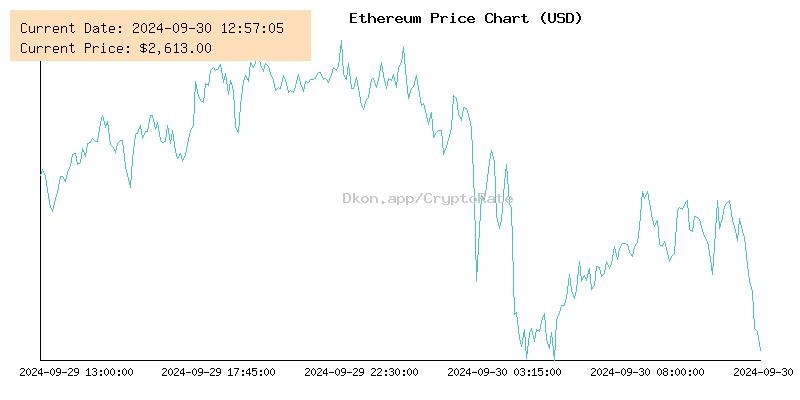 Ethereum Price Chart (USD)
Current Date: 2024-09-30 12:57:05
Current Price: $2,613.00
Dkon.app/CryptoRate
2024-09-29 13:00:00
2024-09-29 17:45:00
2024-09-29 22:30:00
2024-09-30 03:15:00
2024-09-30 08:00:00
2024-09-30